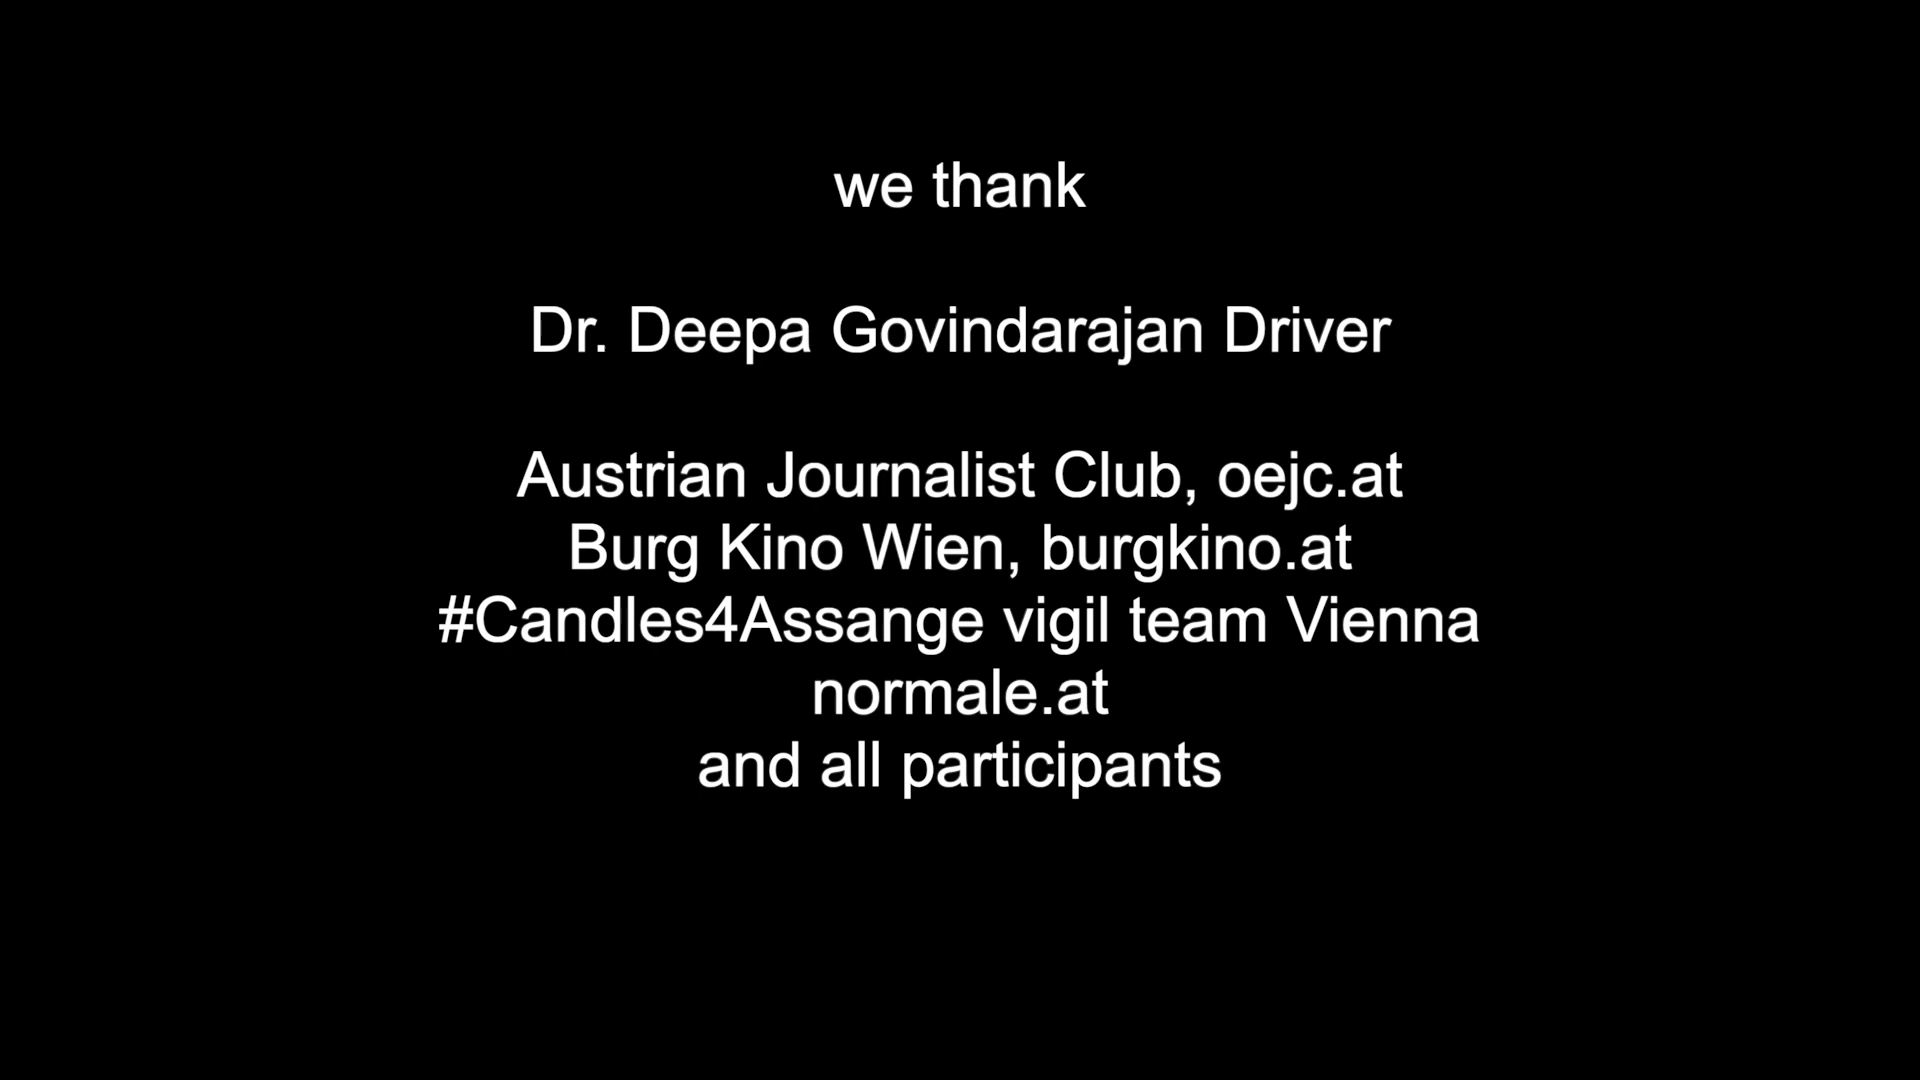 we thank
Dr. Deepa Govindarajan Driver
Austrian Journalist Club, oejc.at
Burg Kino Wien, burgkino.at
#Candles4Assange vigil team Vienna
normale.at
and all participants